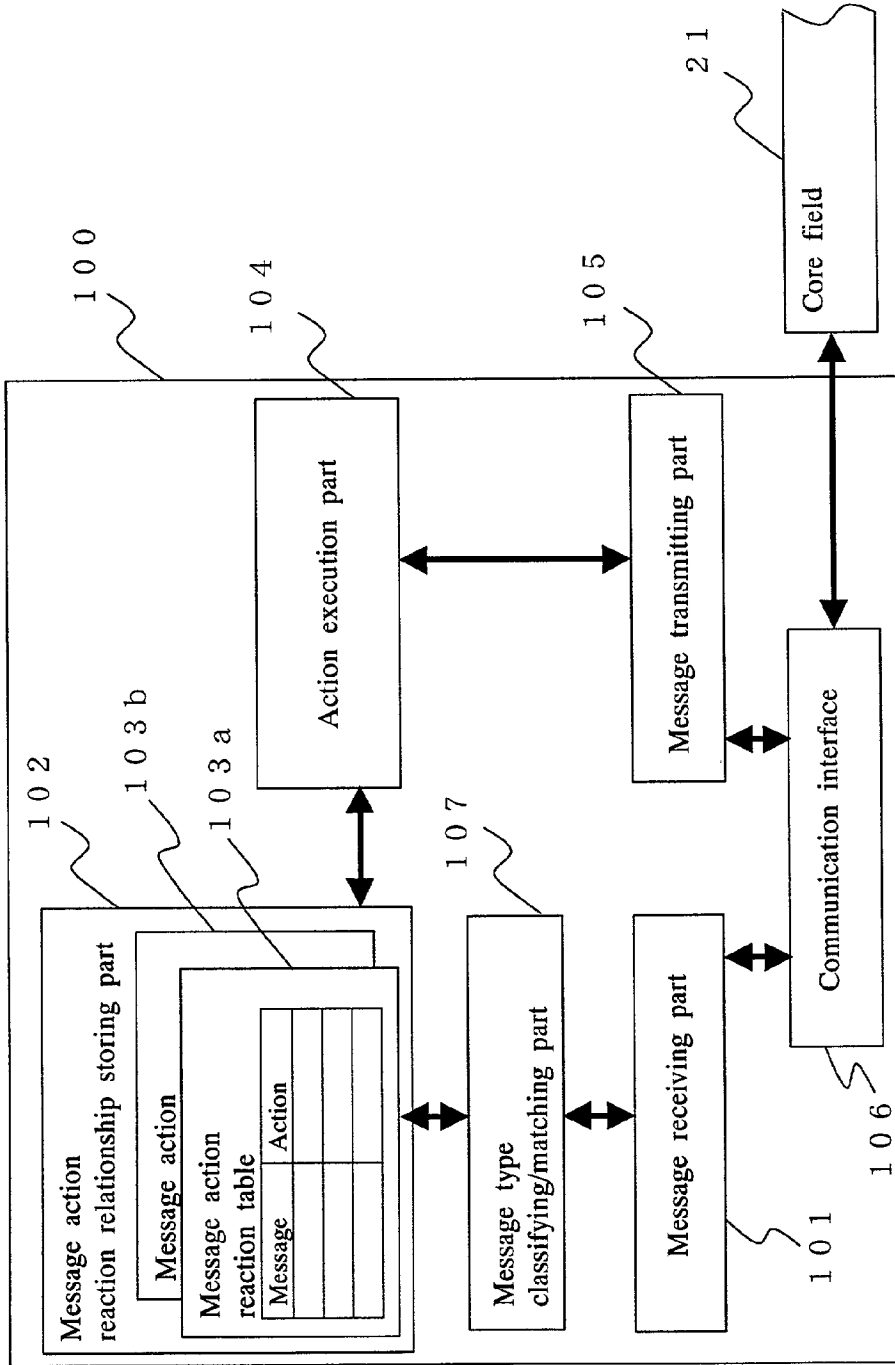 100
102
Message action
reaction relationship storing part
103b
Message action
103a
Message action
reaction table
Message Action
104
Action execution part
107
Message type
classifying/matching part
105
Message transmitting part
Message receiving part
101
Communication interface
106
21
Core field